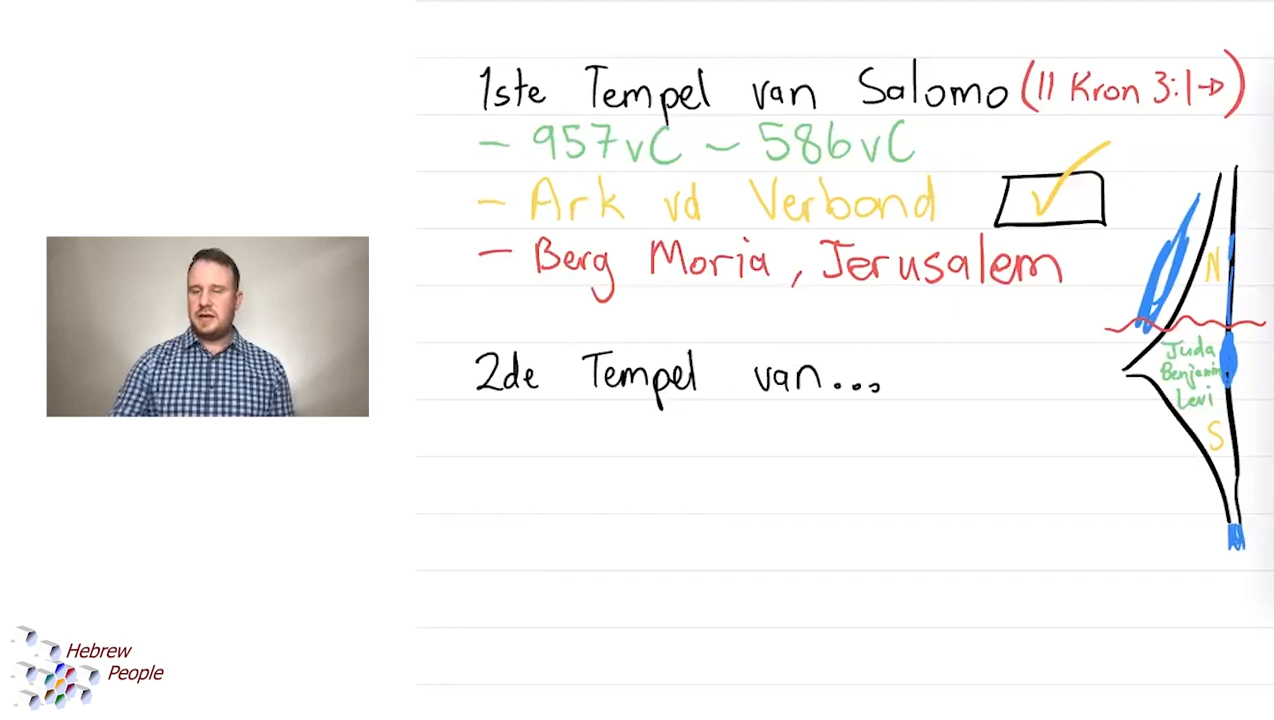 1ste Tempel van Salomo (II Kron 3:1→)
- 957vC - 586vC
- Ark vd Verbond ✓
- Berg Moria, Jerusalem
2de Tempel van...
N
Juda
Benjamin
Levi
S
Hebrew
People